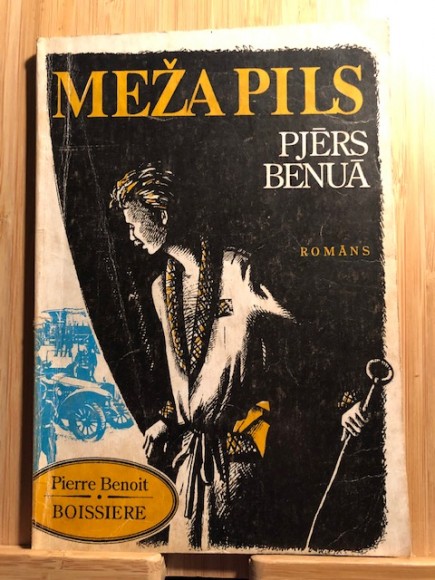 MEŽA PILS
PJĒRS
BENUĀ
ROMĀNS
Pierre Benoit
BOISSIERE